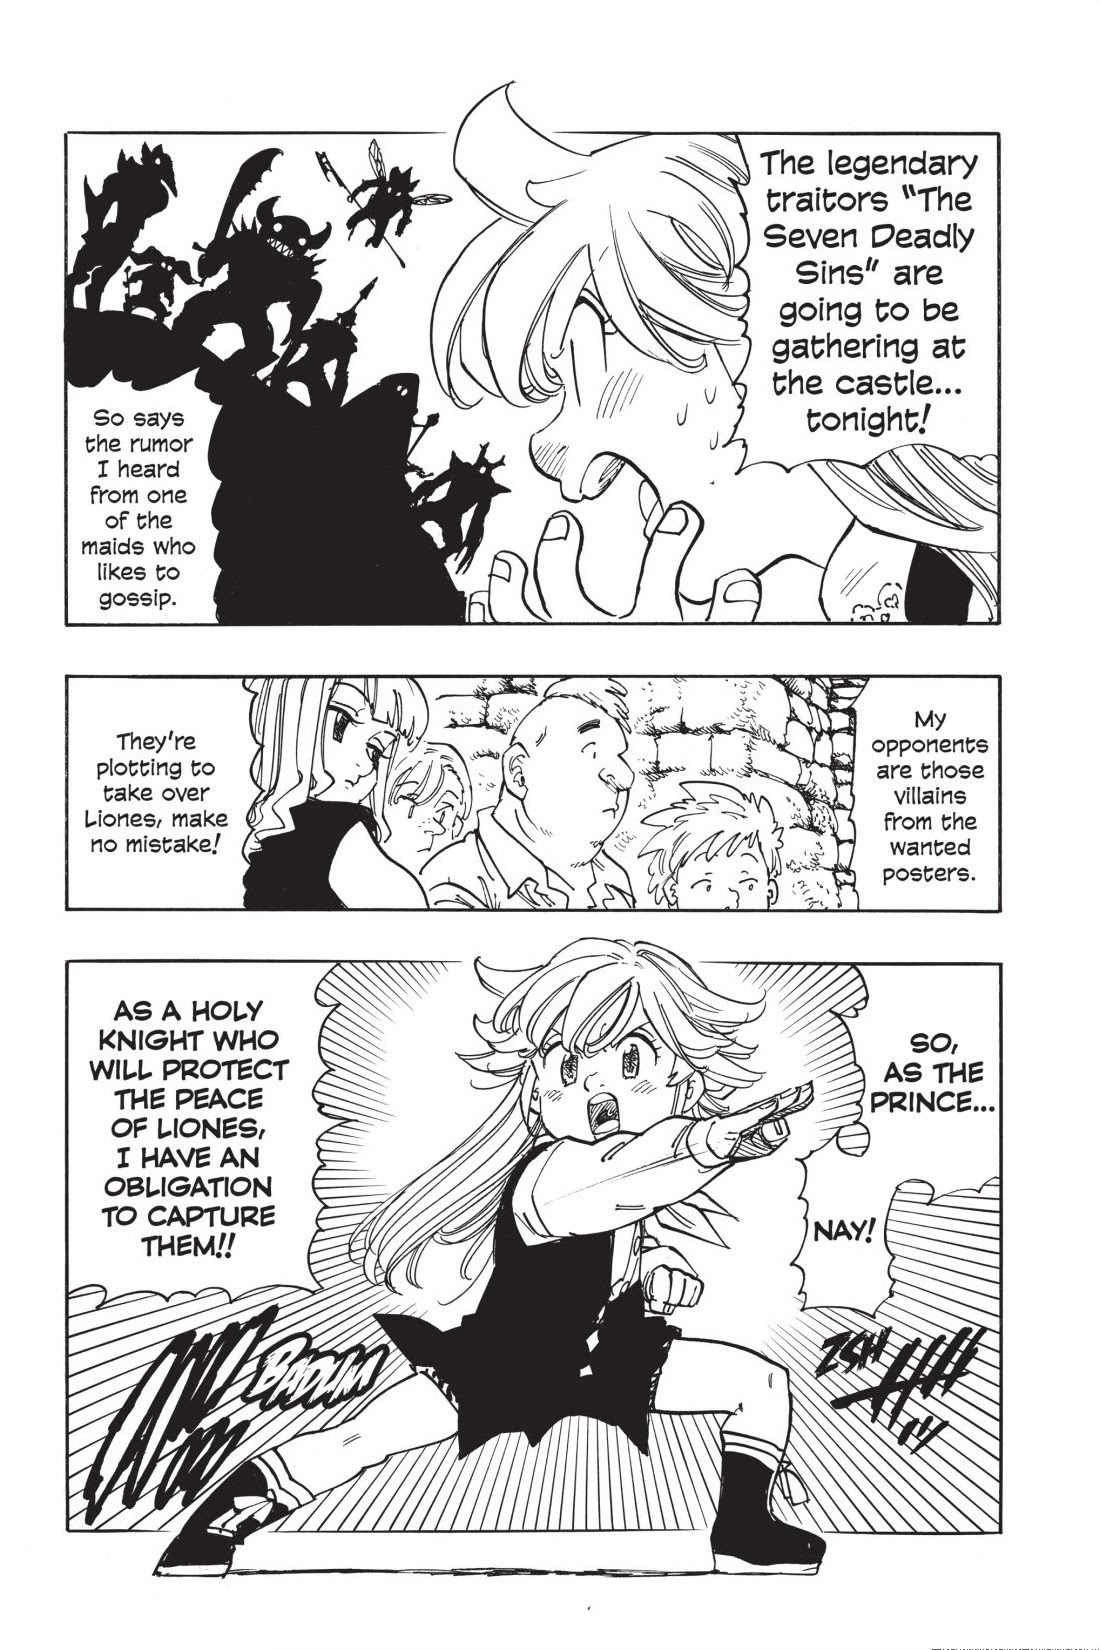 The legendary
traitors "The
Seven Deadly
Sins" are
going to be
gathering at
the castle...
tonight!
So says
the rumor
I heard
from one
of the
maids who
likes to
gossip.
My
opponents
are those
villains
from the
wanted
posters.
They're
plotting to
take over
Liones, make
no mistake!
SO,
AS THE
PRINCE...
NAY!
AS A HOLY
KNIGHT WHO
WILL PROTECT
THE PEACE
OF LIONES,
I HAVE AN
OBLIGATION
TO CAPTURE
THEM!!
ZSH
BADUM